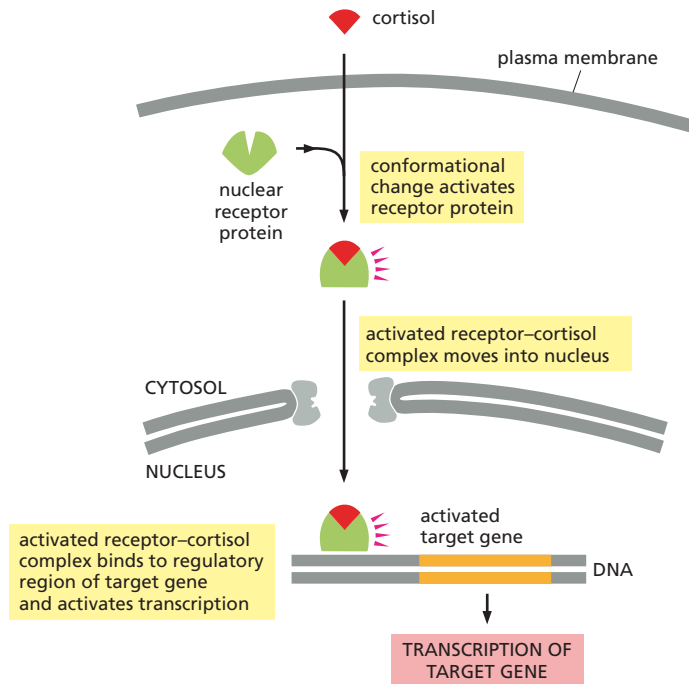 cortisol
plasma membrane
nuclear
receptor
protein
conformational
change activates
receptor protein
activated receptor–cortisol
complex moves into nucleus
CYTOSOL
NUCLEUS
activated receptor–cortisol
complex binds to regulatory
region of target gene
and activates transcription
activated
target gene
DNA
TRANSCRIPTION OF
TARGET GENE